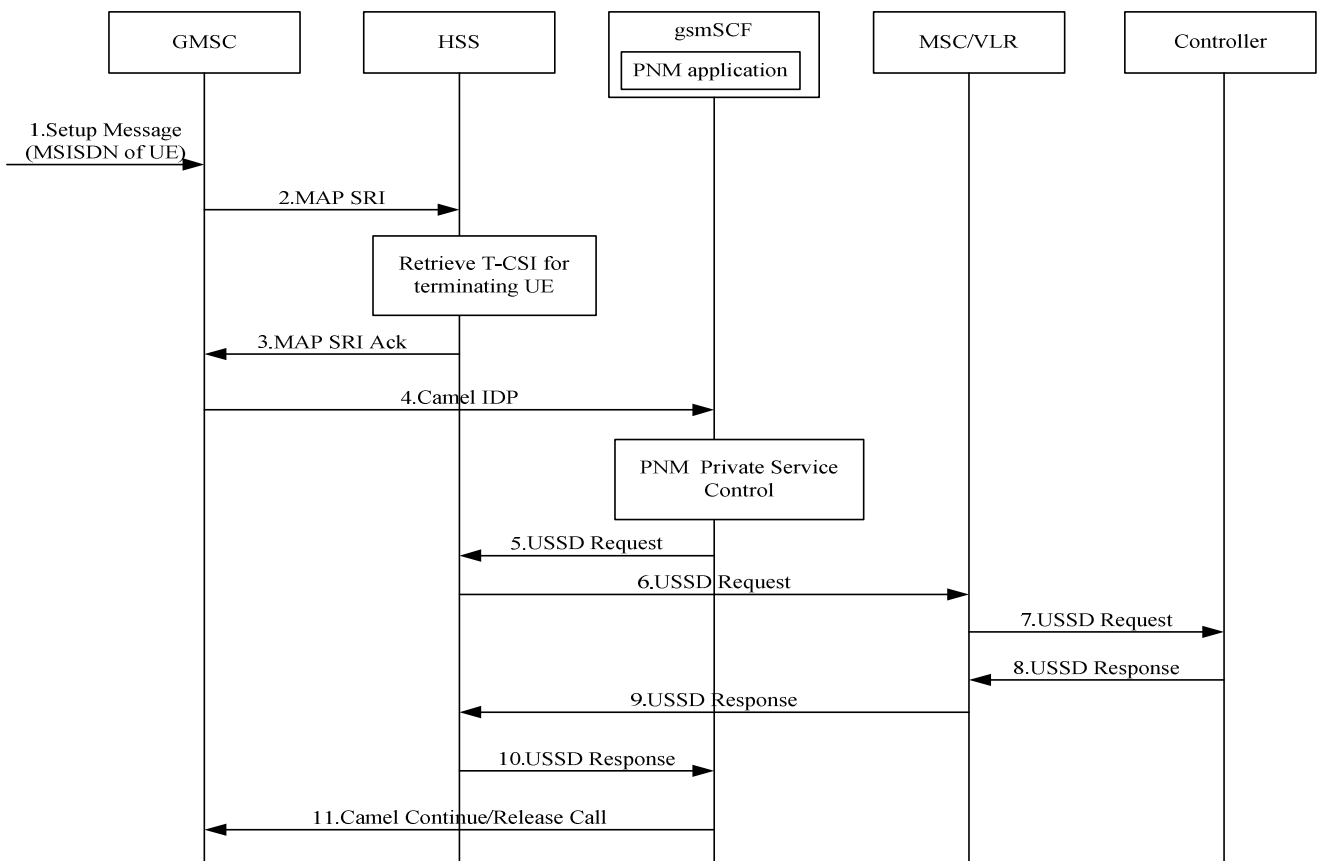 GMSC
HSS
gsmSCF
PNM application
MSC/VLR
Controller
1.Setup Message
(MSISDN of UE)
2.MAP SRI
Retrieve T-CSI for
terminating UE
3.MAP SRI Ack
4.Camel IDP
PNM Private Service
Control
5.USSD Request
6.USSD Request
7.USSD Request
8.USSD Response
9.USSD Response
10.USSD Response
11.Camel Continue/Release Call